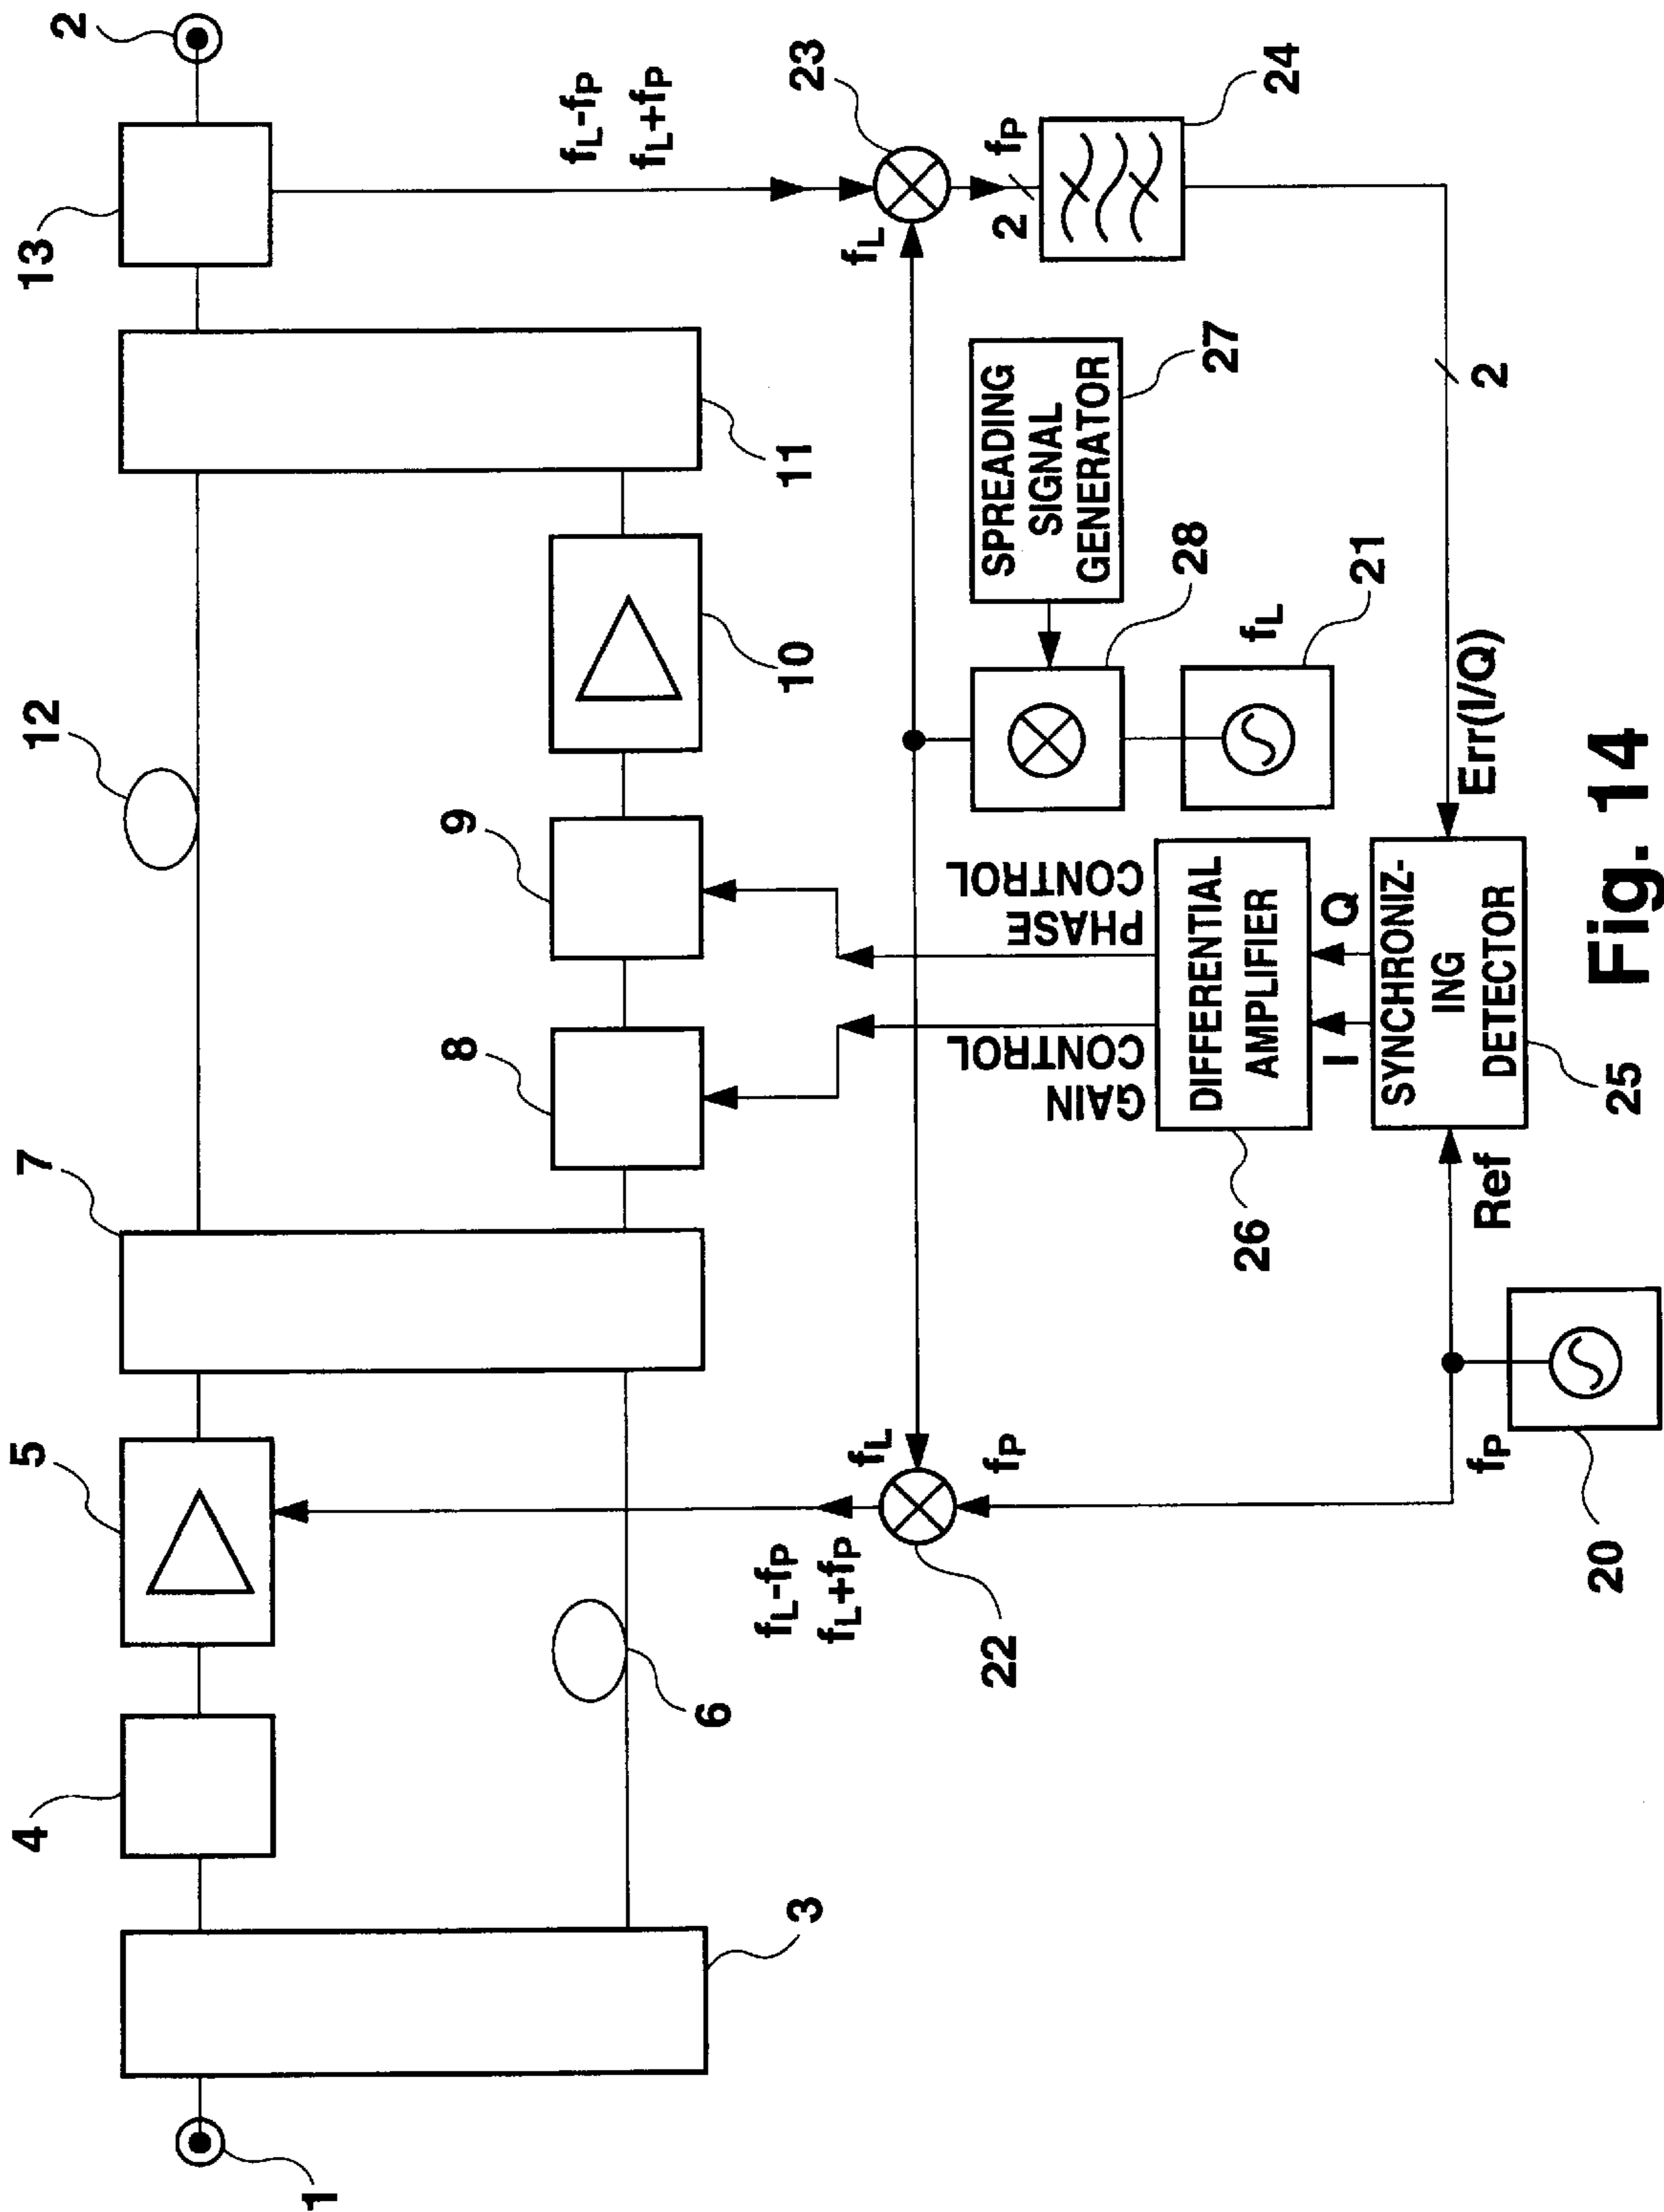 2
13
fL-fP
fL+fP
23
fL
2
fP
24
12
11
SPREADING
SIGNAL
GENERATOR
27
10
28
fL
21
2
9
PHASE
CONTROL
Err(I/Q)
8
GAIN
CONTROL
DIFFERENTIAL
AMPLIFIER
26
I
Q
SYNCHRONIZ-
ING
DETECTOR
25
7
Ref
5
fL
fP
fP
20
fL-fP
fL+fP
22
6
4
3
1
Fig. 14